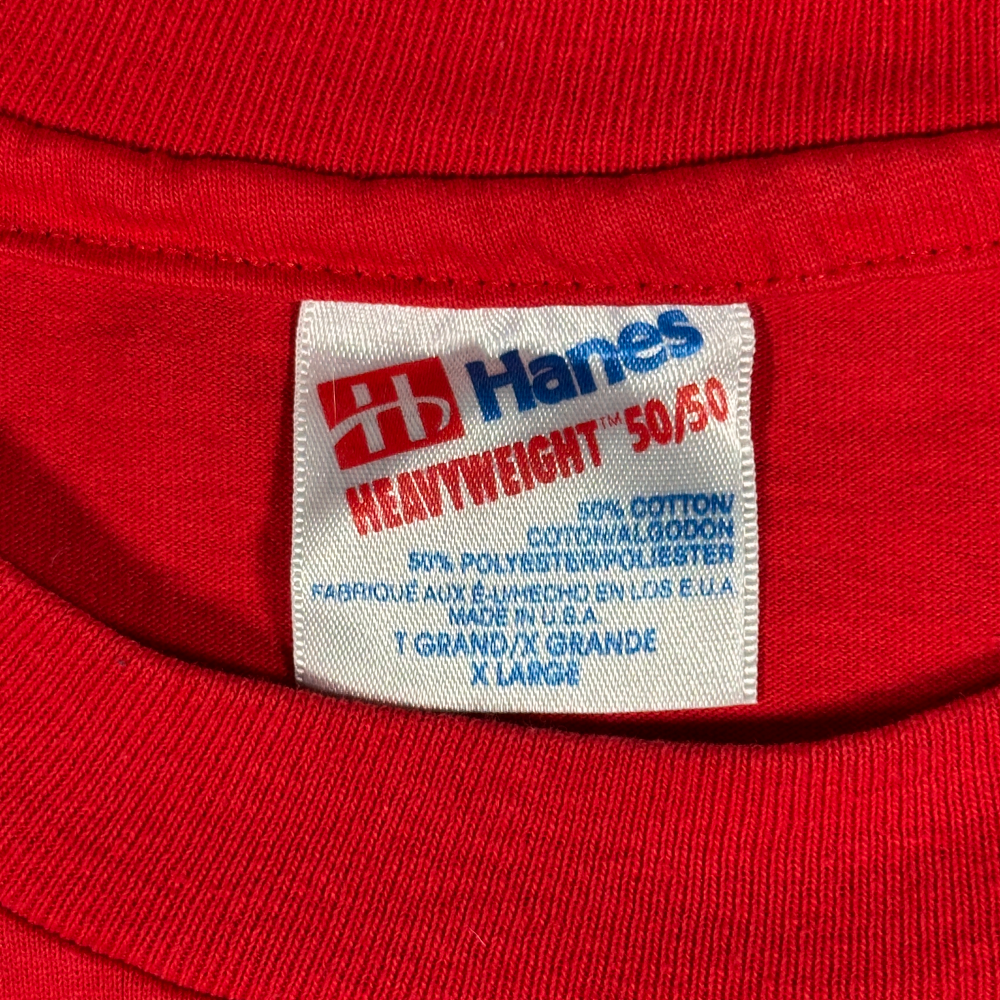 H Hanes
HEAVYWEIGHT™ 50/50
50% COTTON/
COTON/ALGODON
50% POLYESTER/POLIESTER
FABRIQUÉ AUX É-U/HECHO EN LOS E.U.A
MADE IN U.S.A
T GRAND/X GRANDE
X LARGE